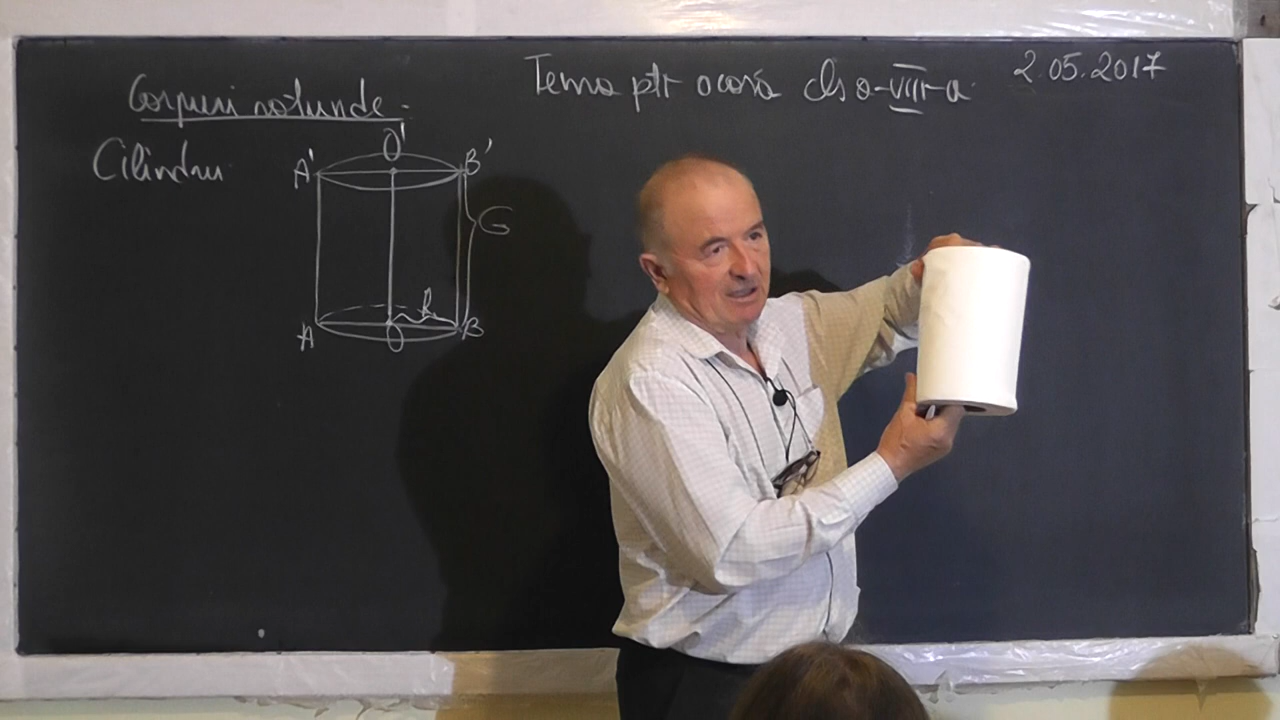 Corpuri rotunde.
Tema ptr acasă cls a-VIII-a
2.05.2017
Cilindru
O'
A' B'
G
R
A O B